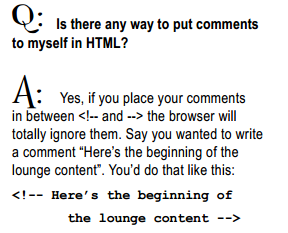 Q: Is there any way to put comments
to myself in HTML?
A: Yes, if you place your comments
in between <!-- and --> the browser will
totally ignore them. Say you wanted to write
a comment “Here’s the beginning of the
lounge content”. You’d do that like this:
<!-- Here’s the beginning of
the lounge content -->